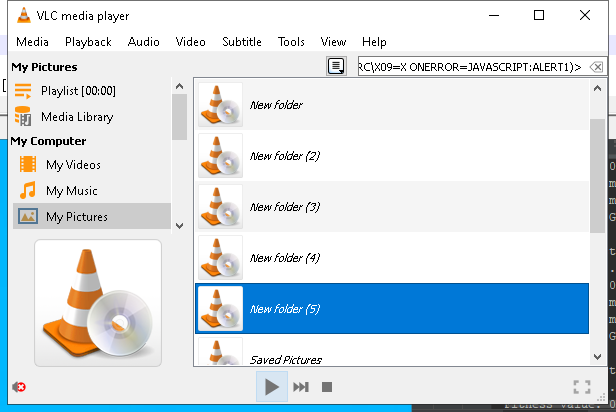 VLC media player
Media Playback Audio Video Subtitle Tools View Help
My Pictures
RC\X09=X ONERROR=JAVASCRIPT:ALERT1)>
Playlist [00:00]
Media Library
My Computer
My Videos
My Music
My Pictures
New folder
New folder (2)
New folder (3)
New folder (4)
New folder (5)
Saved Pictures